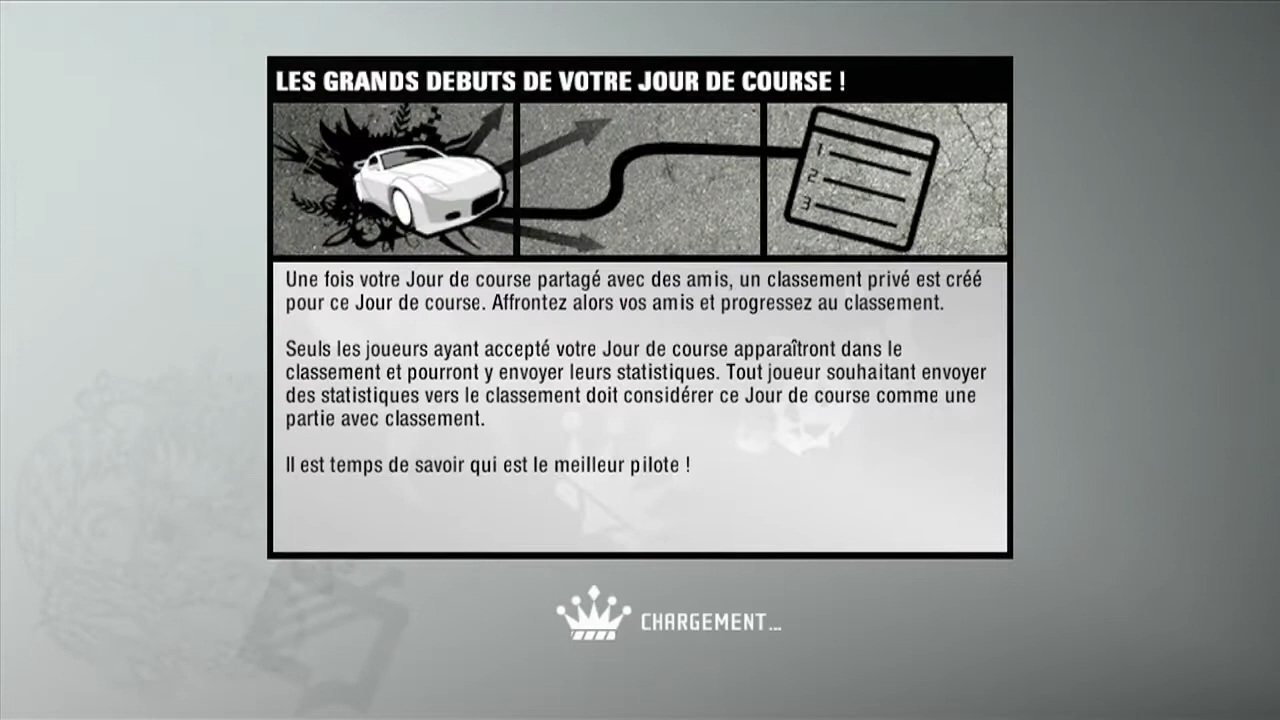 LES GRANDS DEBUTS DE VOTRE JOUR DE COURSE !
1
2
3
Une fois votre Jour de course partagé avec des amis, un classement privé est créé
pour ce Jour de course. Affrontez alors vos amis et progressez au classement.
Seuls les joueurs ayant accepté votre Jour de course apparaîtront dans le
classement et pourront y envoyer leurs statistiques. Tout joueur souhaitant envoyer
des statistiques vers le classement doit considérer ce Jour de course comme une
partie avec classement.
Il est temps de savoir qui est le meilleur pilote !
CHARGEMENT...